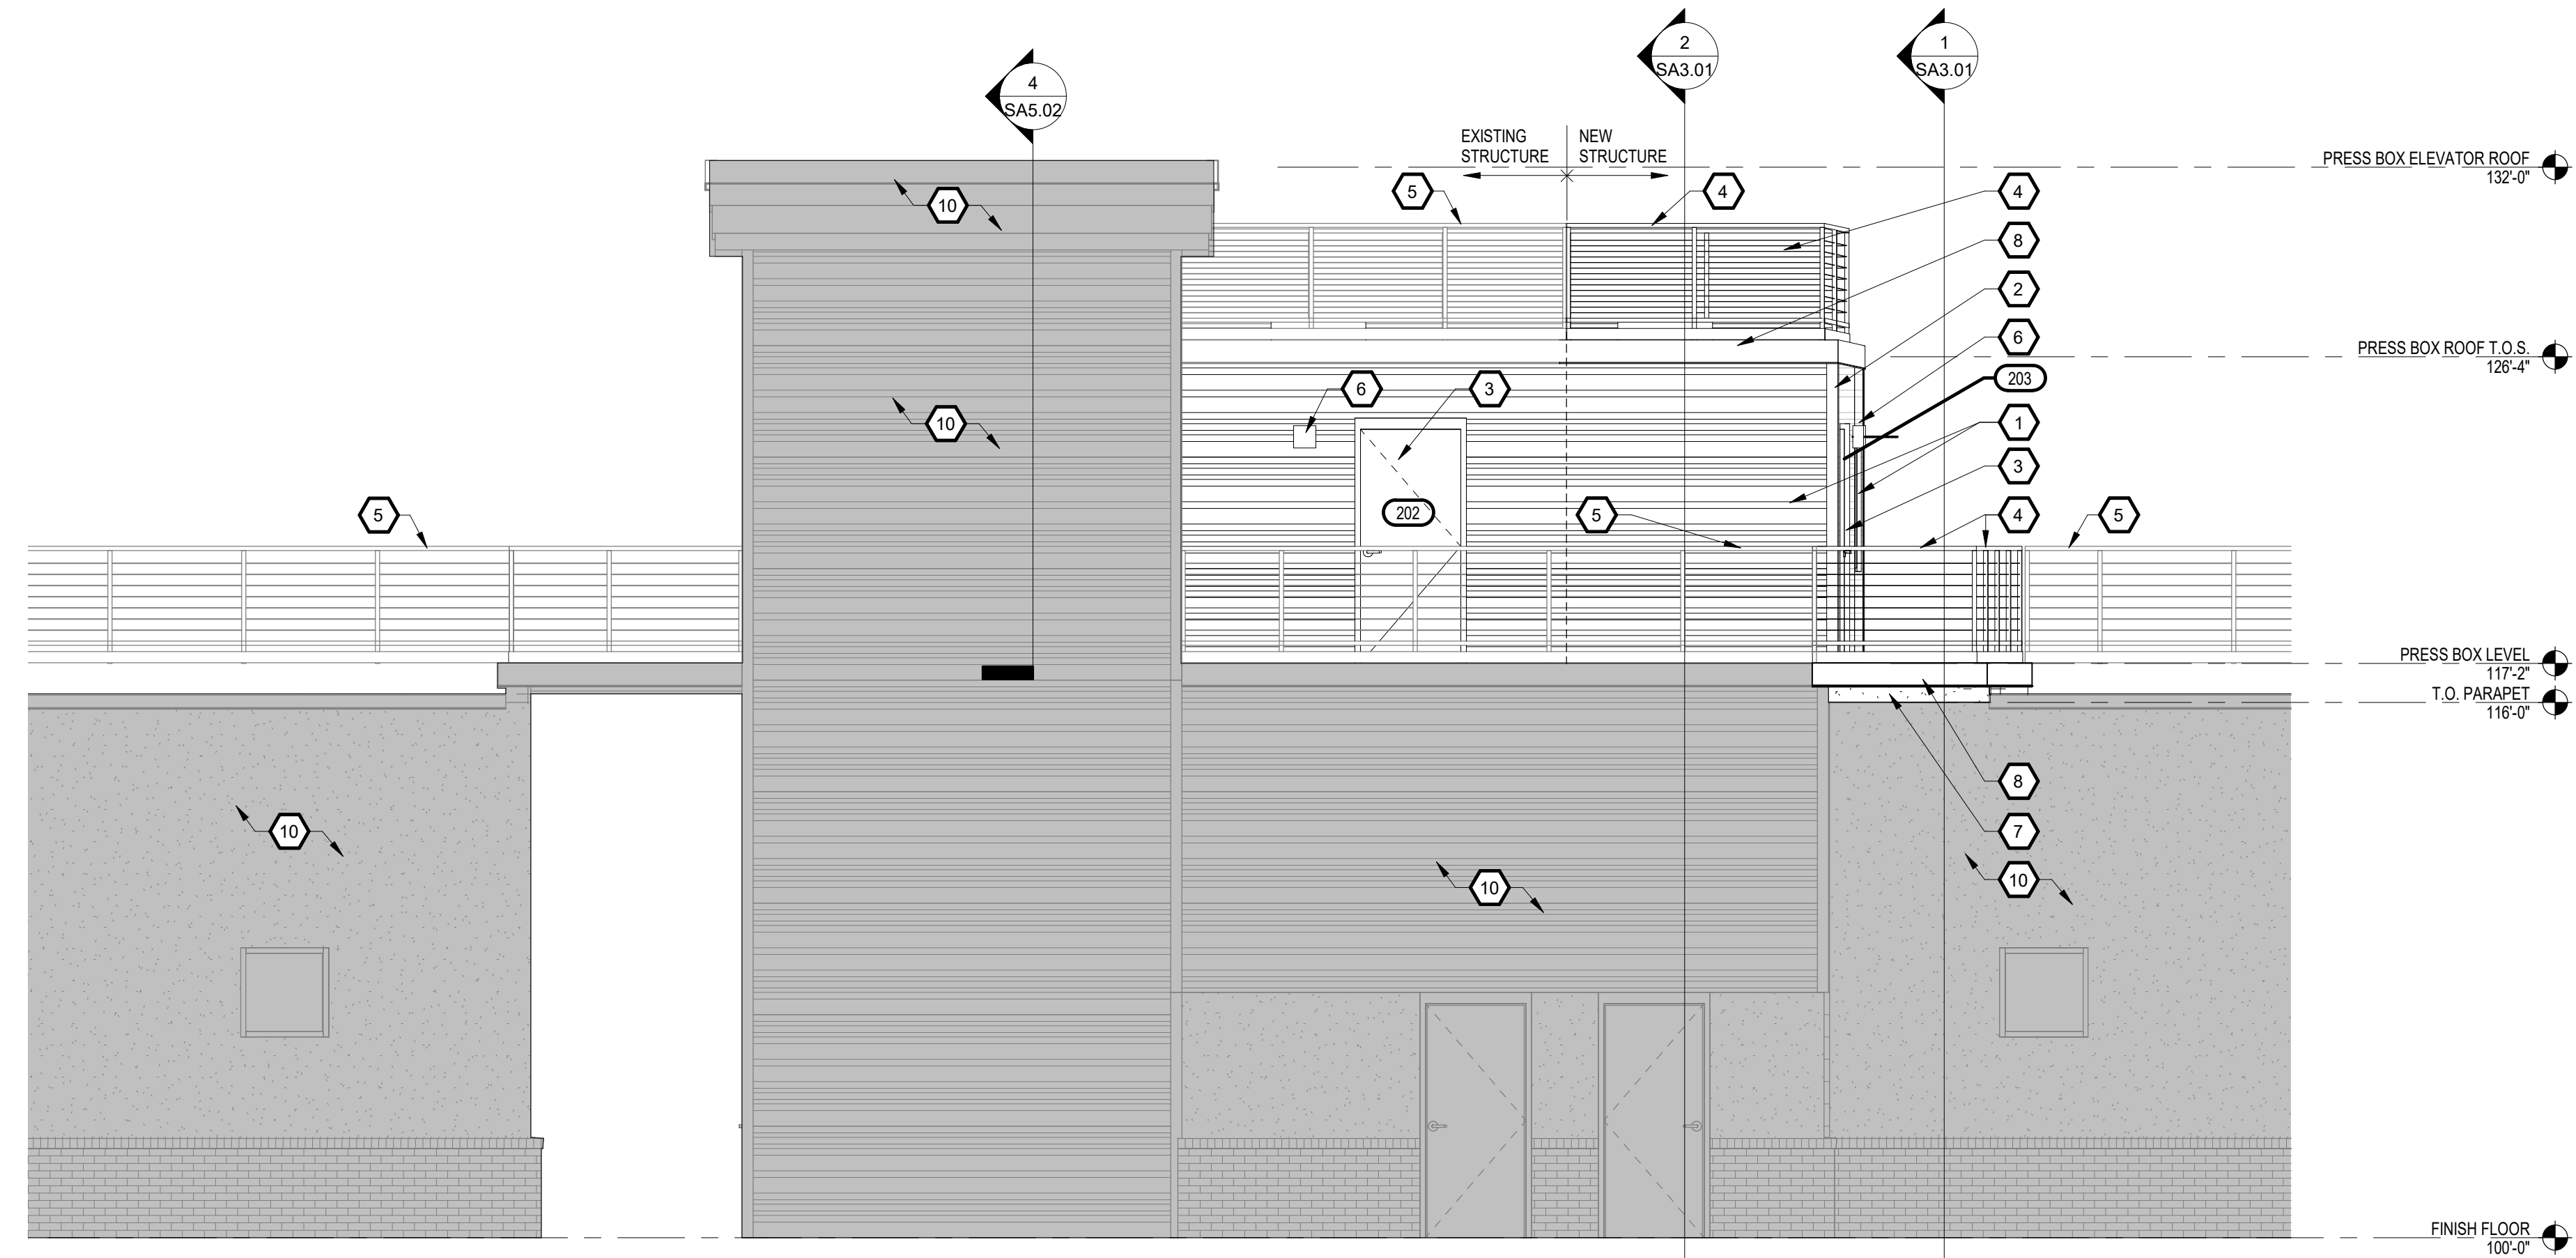 4
SA5.02
2
SA3.01
1
SA3.01
EXISTING
STRUCTURE
NEW
STRUCTURE
PRESS BOX ELEVATOR ROOF
132'-0"
10
5
4
4
8
2
6
PRESS BOX ROOF T.O.S.
126'-4"
203
6
3
10
1
3
5
202
5
4
5
PRESS BOX LEVEL
117'-2"
T.O. PARAPET
116'-0"
8
10
7
10
10
FINISH FLOOR
100'-0"